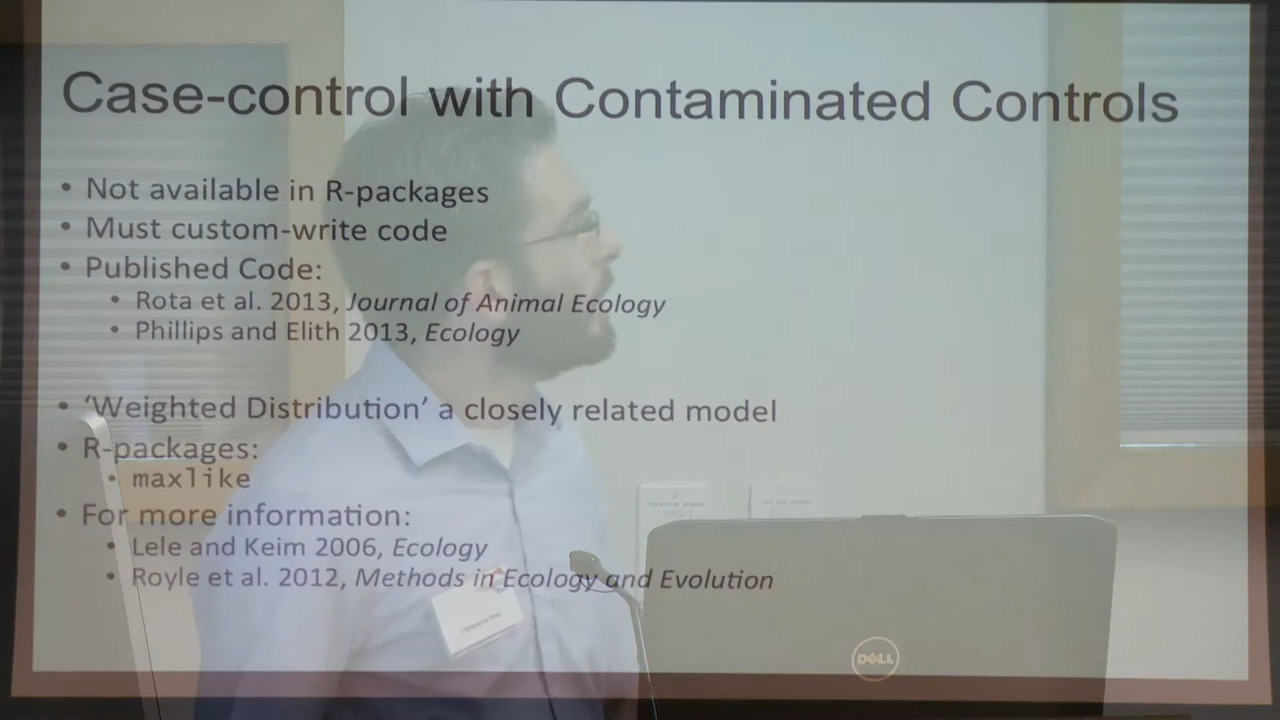 Case-control with Contaminated Controls
• Not available in R-packages
• Must custom-write code
• Published Code:
• Rota et al. 2013, Journal of Animal Ecology
• Phillips and Elith 2013, Ecology
• ‘Weighted Distribution’ a closely related model
• R-packages:
• maxlike
• For more information:
• Lele and Keim 2006, Ecology
• Royle et al. 2012, Methods in Ecology and Evolution
DELL